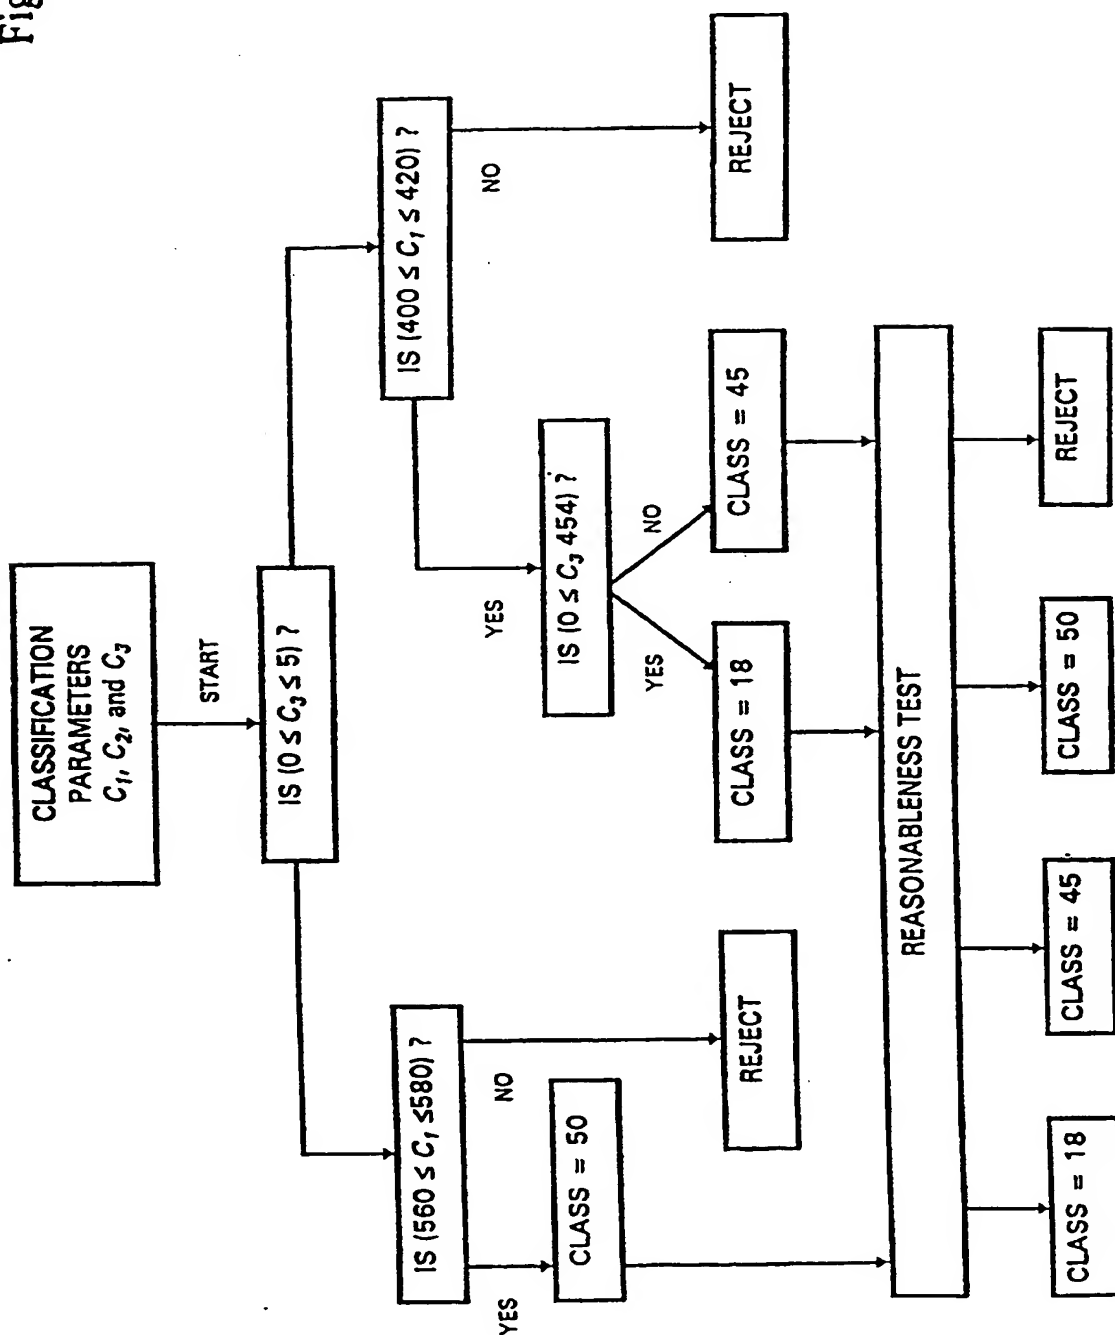 Fig
CLASSIFICATION
PARAMETERS
C₁, C₂, and C₃
START
IS (0 ≤ C₃ ≤ 5) ?
IS (560 ≤ C₁ ≤580) ?
IS (400 ≤ C₁ ≤ 420) ?
YES
NO
YES
NO
CLASS = 50
IS (0 ≤ C₃ 454) ?
YES
NO
REJECT
CLASS = 18
CLASS = 45
REJECT
REASONABLENESS TEST
CLASS = 18
CLASS = 45
CLASS = 50
REJECT